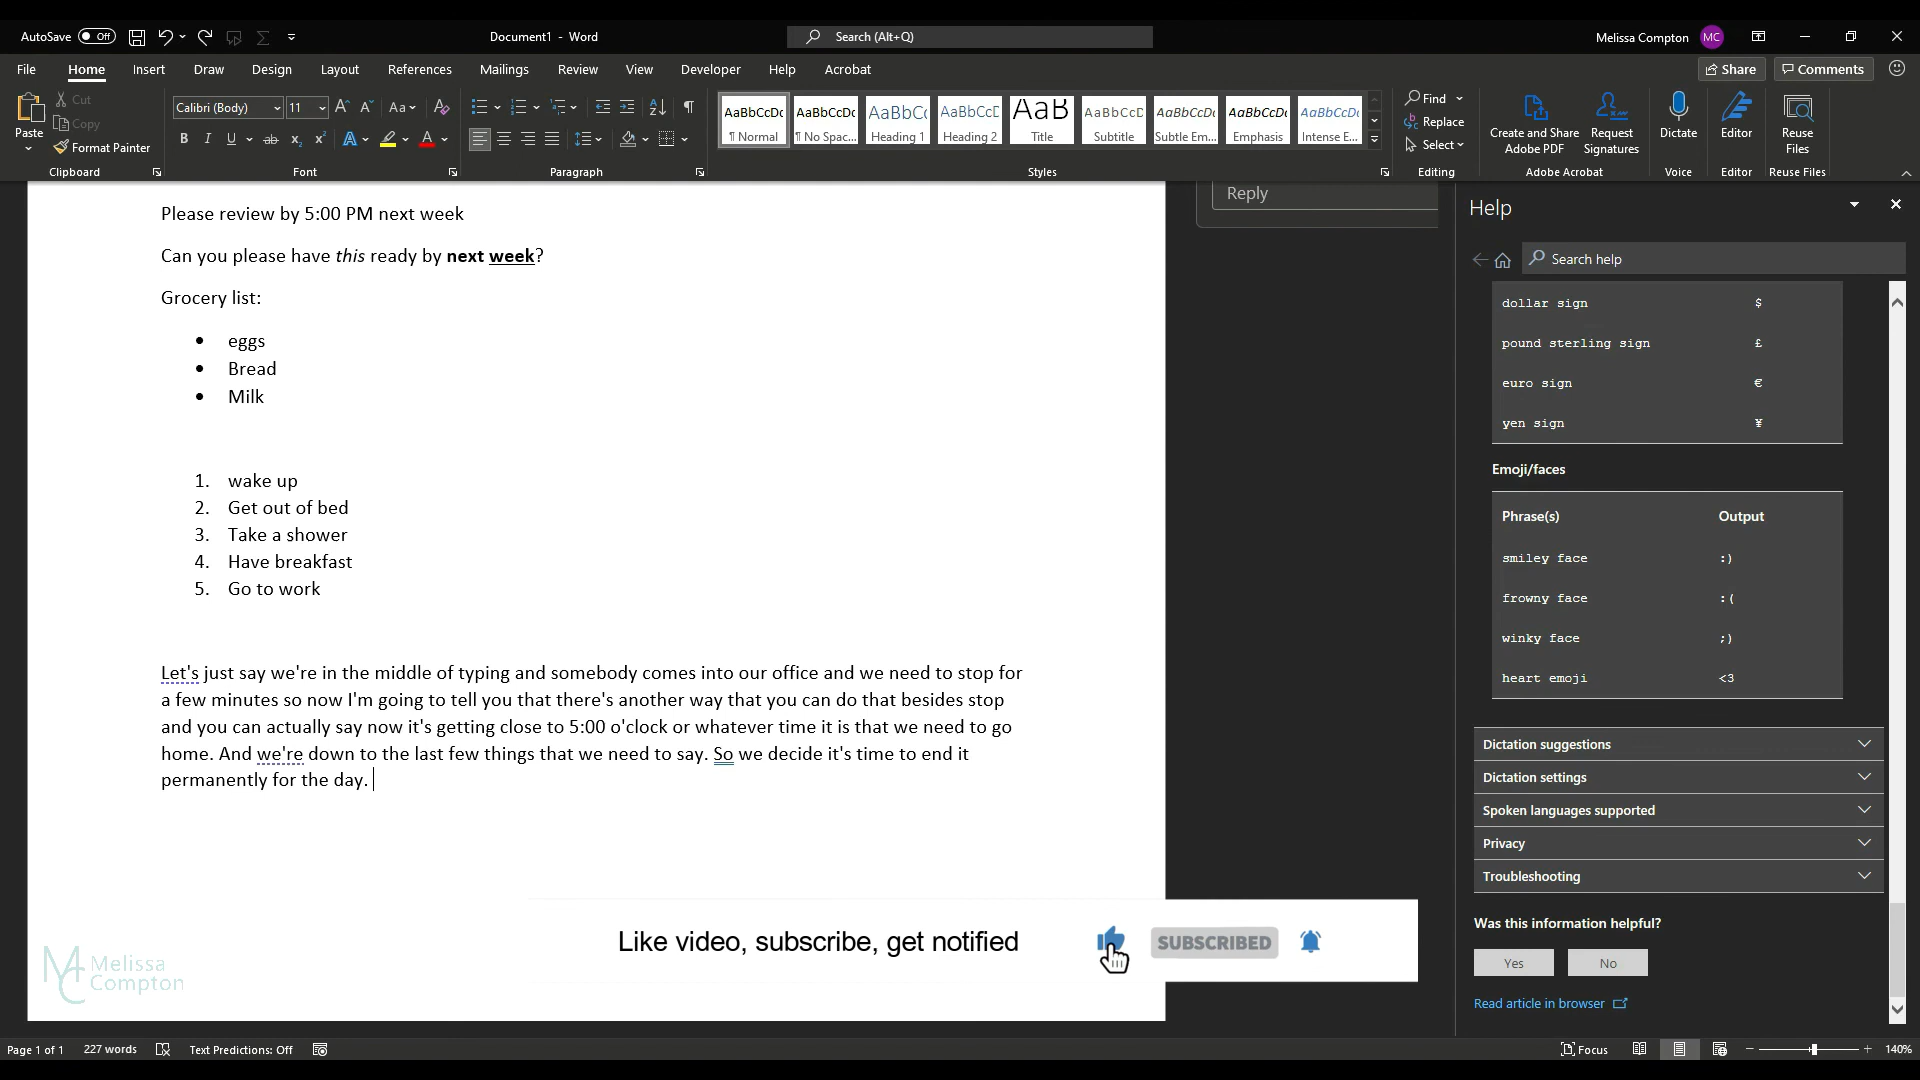 AutoSave Off
Document1 - Word
Search (Alt+Q)
Melissa Compton MC
File Home Insert Draw Design Layout References Mailings Review View Developer Help Acrobat
Share Comments
Paste
Cut
Copy
Format Painter
Clipboard
Calibri (Body) 11
Font
Paragraph
AaBbCcDc AaBbCcDc AaBbC( AaBbCcD AaB AaBbCcD AaBbCcDc AaBbCcDc AaBbCcDc
¶ Normal ¶ No Spac... Heading 1 Heading 2 Title Subtitle Subtle Em... Emphasis Intense E...
Styles
Find
Replace
Select
Editing
Create and Share
Adobe PDF
Request
Signatures
Adobe Acrobat
Dictate
Voice
Editor
Editor
Reuse
Files
Reuse Files
Please review by 5:00 PM next week
Can you please have this ready by next week?
Grocery list:
• eggs
• Bread
• Milk
1. wake up
2. Get out of bed
3. Take a shower
4. Have breakfast
5. Go to work
Let's just say we're in the middle of typing and somebody comes into our office and we need to stop for
a few minutes so now I'm going to tell you that there's another way that you can do that besides stop
and you can actually say now it's getting close to 5:00 o'clock or whatever time it is that we need to go
home. And we're down to the last few things that we need to say. So we decide it's time to end it
permanently for the day.
Reply
Help
Search help
dollar sign $
pound sterling sign £
euro sign €
yen sign ¥
Emoji/faces
Phrase(s) Output
smiley face :)
frowny face :(
winky face ;)
heart emoji <3
Dictation suggestions
Dictation settings
Spoken languages supported
Privacy
Troubleshooting
Was this information helpful?
Yes No
Read article in browser
Like video, subscribe, get notified
SUBSCRIBED
MC Melissa
Compton
Page 1 of 1 227 words Text Predictions: Off
Focus
140%